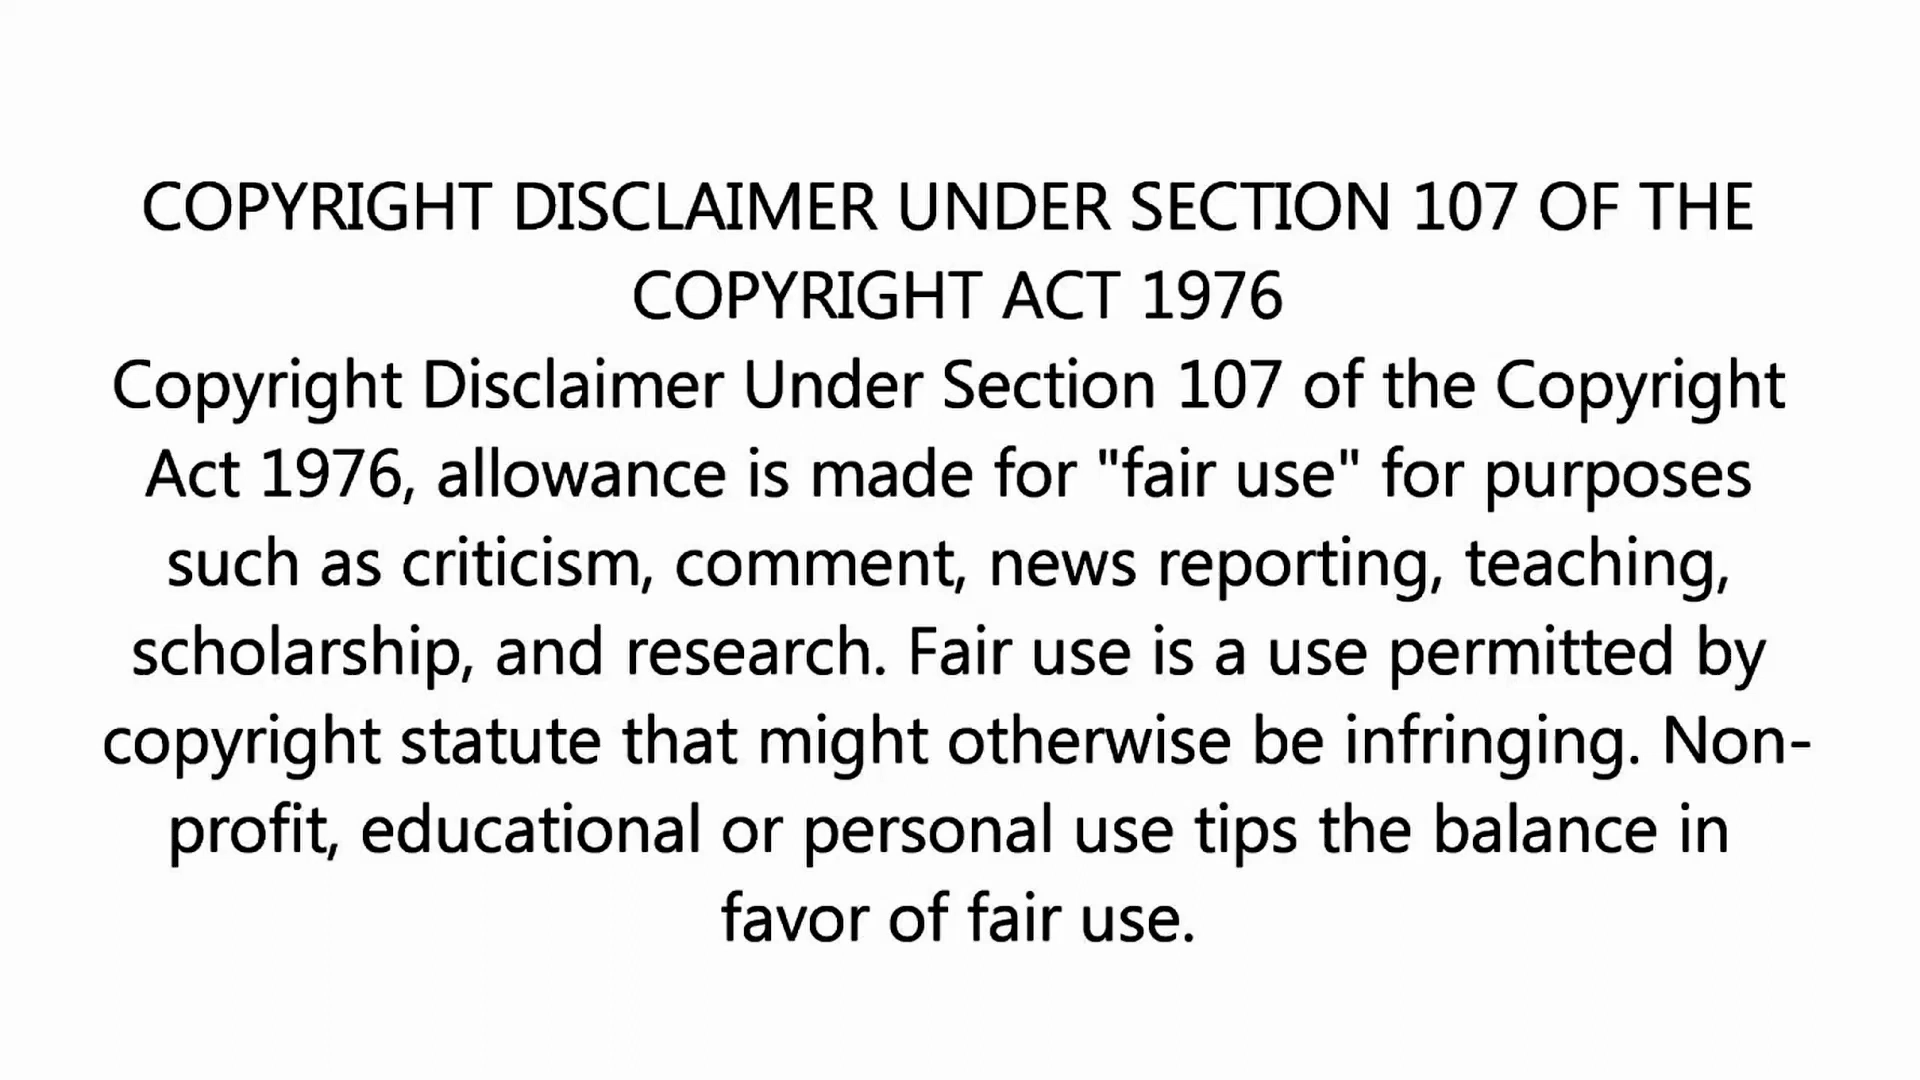 COPYRIGHT DISCLAIMER UNDER SECTION 107 OF THE
COPYRIGHT ACT 1976
Copyright Disclaimer Under Section 107 of the Copyright
Act 1976, allowance is made for "fair use" for purposes
such as criticism, comment, news reporting, teaching,
scholarship, and research. Fair use is a use permitted by
copyright statute that might otherwise be infringing. Non-
profit, educational or personal use tips the balance in
favor of fair use.